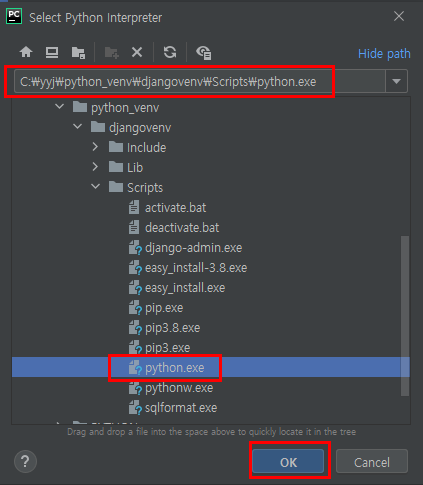 PC
Select Python Interpreter
Hide path
C:₩yyj₩python_venv₩djangovenv₩Scripts₩python.exe
python_venv
djangovenv
Include
Lib
Scripts
activate.bat
deactivate.bat
django-admin.exe
easy_install-3.8.exe
easy_install.exe
pip.exe
pip3.8.exe
pip3.exe
python.exe
pythonw.exe
sqlformat.exe
Drag and drop a file into the space above to quickly locate it in the tree
?
OK
Cancel